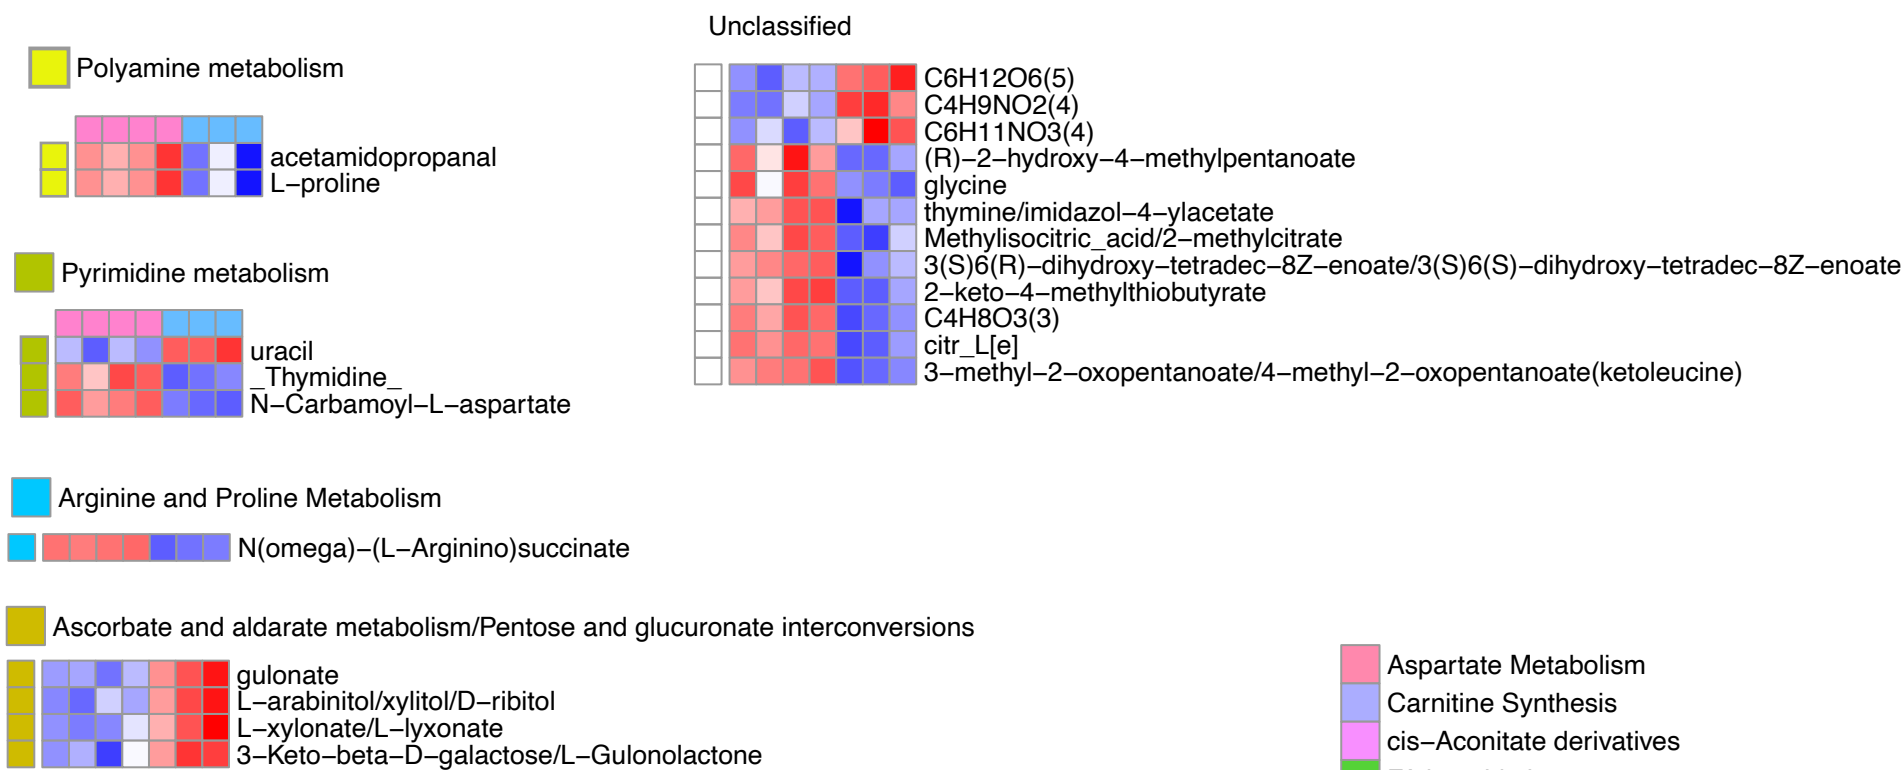 Unclassified
Polyamine metabolism
acetamidopropanal
L−proline
Pyrimidine metabolism
uracil
_Thymidine_
N−Carbamoyl−L−aspartate
C6H12O6(5)
C4H9NO2(4)
C6H11NO3(4)
(R)−2−hydroxy−4−methylpentanoate
glycine
thymine/imidazol−4−ylacetate
Methylisocitric_acid/2−methylcitrate
3(S)6(R)−dihydroxy−tetradec−8Z−enoate/3(S)6(S)−dihydroxy−tetradec−8Z−enoate
2−keto−4−methylthiobutyrate
C4H8O3(3)
citr_L[e]
3−methyl−2−oxopentanoate/4−methyl−2−oxopentanoate(ketoleucine)
Arginine and Proline Metabolism
N(omega)−(L−Arginino)succinate
Ascorbate and aldarate metabolism/Pentose and glucuronate interconversions
gulonate
L−arabinitol/xylitol/D−ribitol
L−xylonate/L−lyxonate
3−Keto−beta−D−galactose/L−Gulonolactone
Aspartate Metabolism
Carnitine Synthesis
cis−Aconitate derivatives